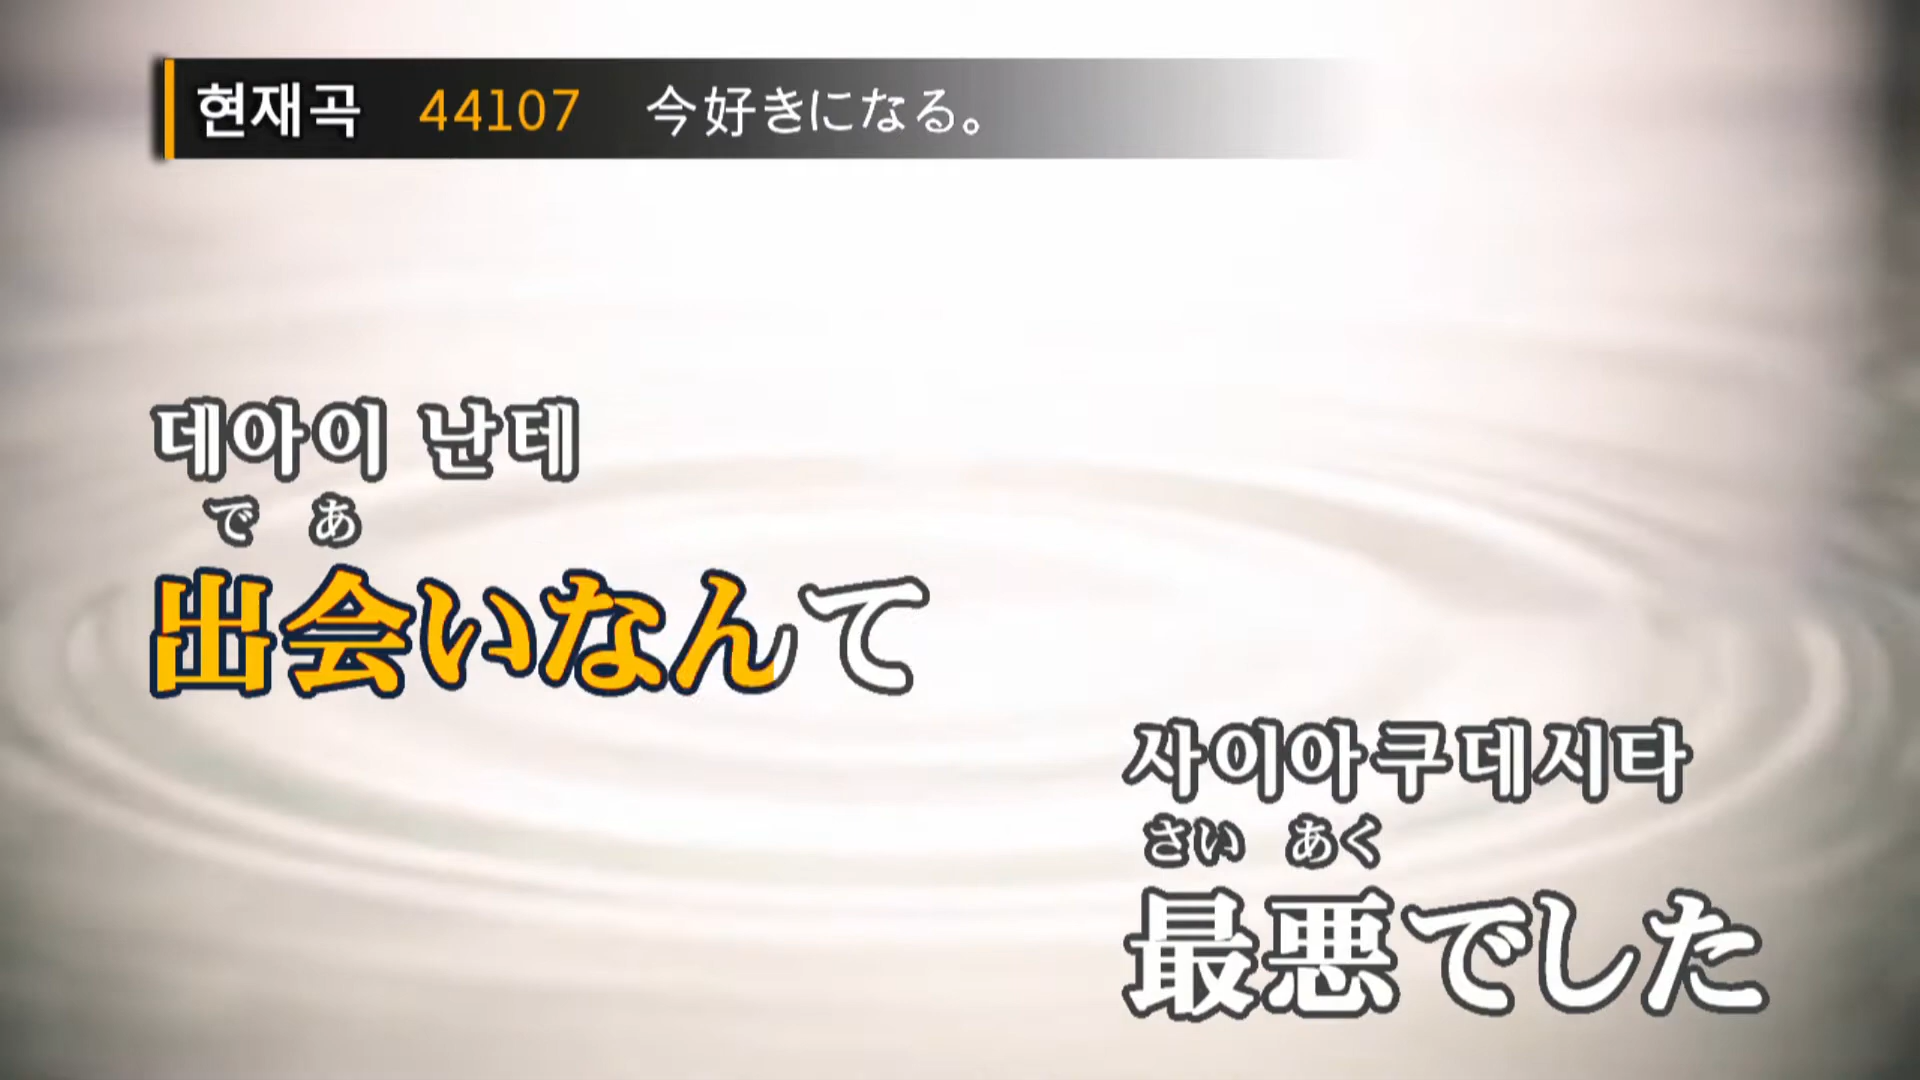 현재곡 44107 今好きになる。
데아이 난테
で あ
出会いなんて
사이아쿠데시타
さい あく
最悪でした